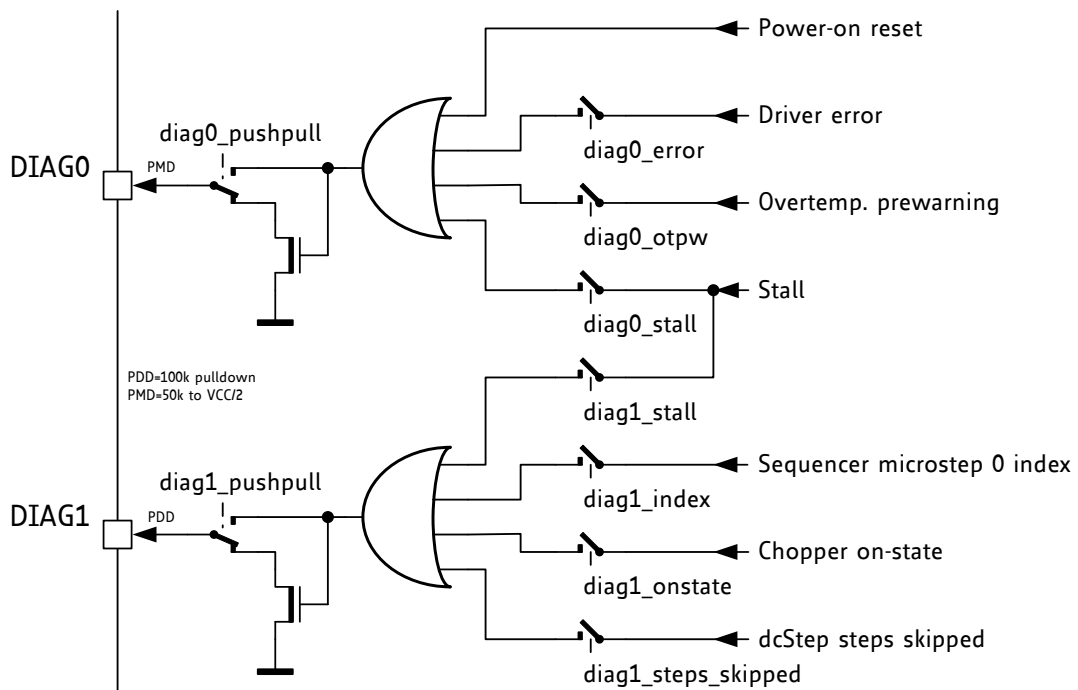 Power-on reset
diag0_pushpull
Driver error
diag0_error
DIAG0
PMD
Overtemp. prewarning
diag0_otpw
Stall
diag0_stall
PDD=100k pulldown
PMD=50k to VCC/2
diag1_stall
diag1_pushpull
Sequencer microstep 0 index
diag1_index
DIAG1
PDD
Chopper on-state
diag1_onstate
dcStep steps skipped
diag1_steps_skipped